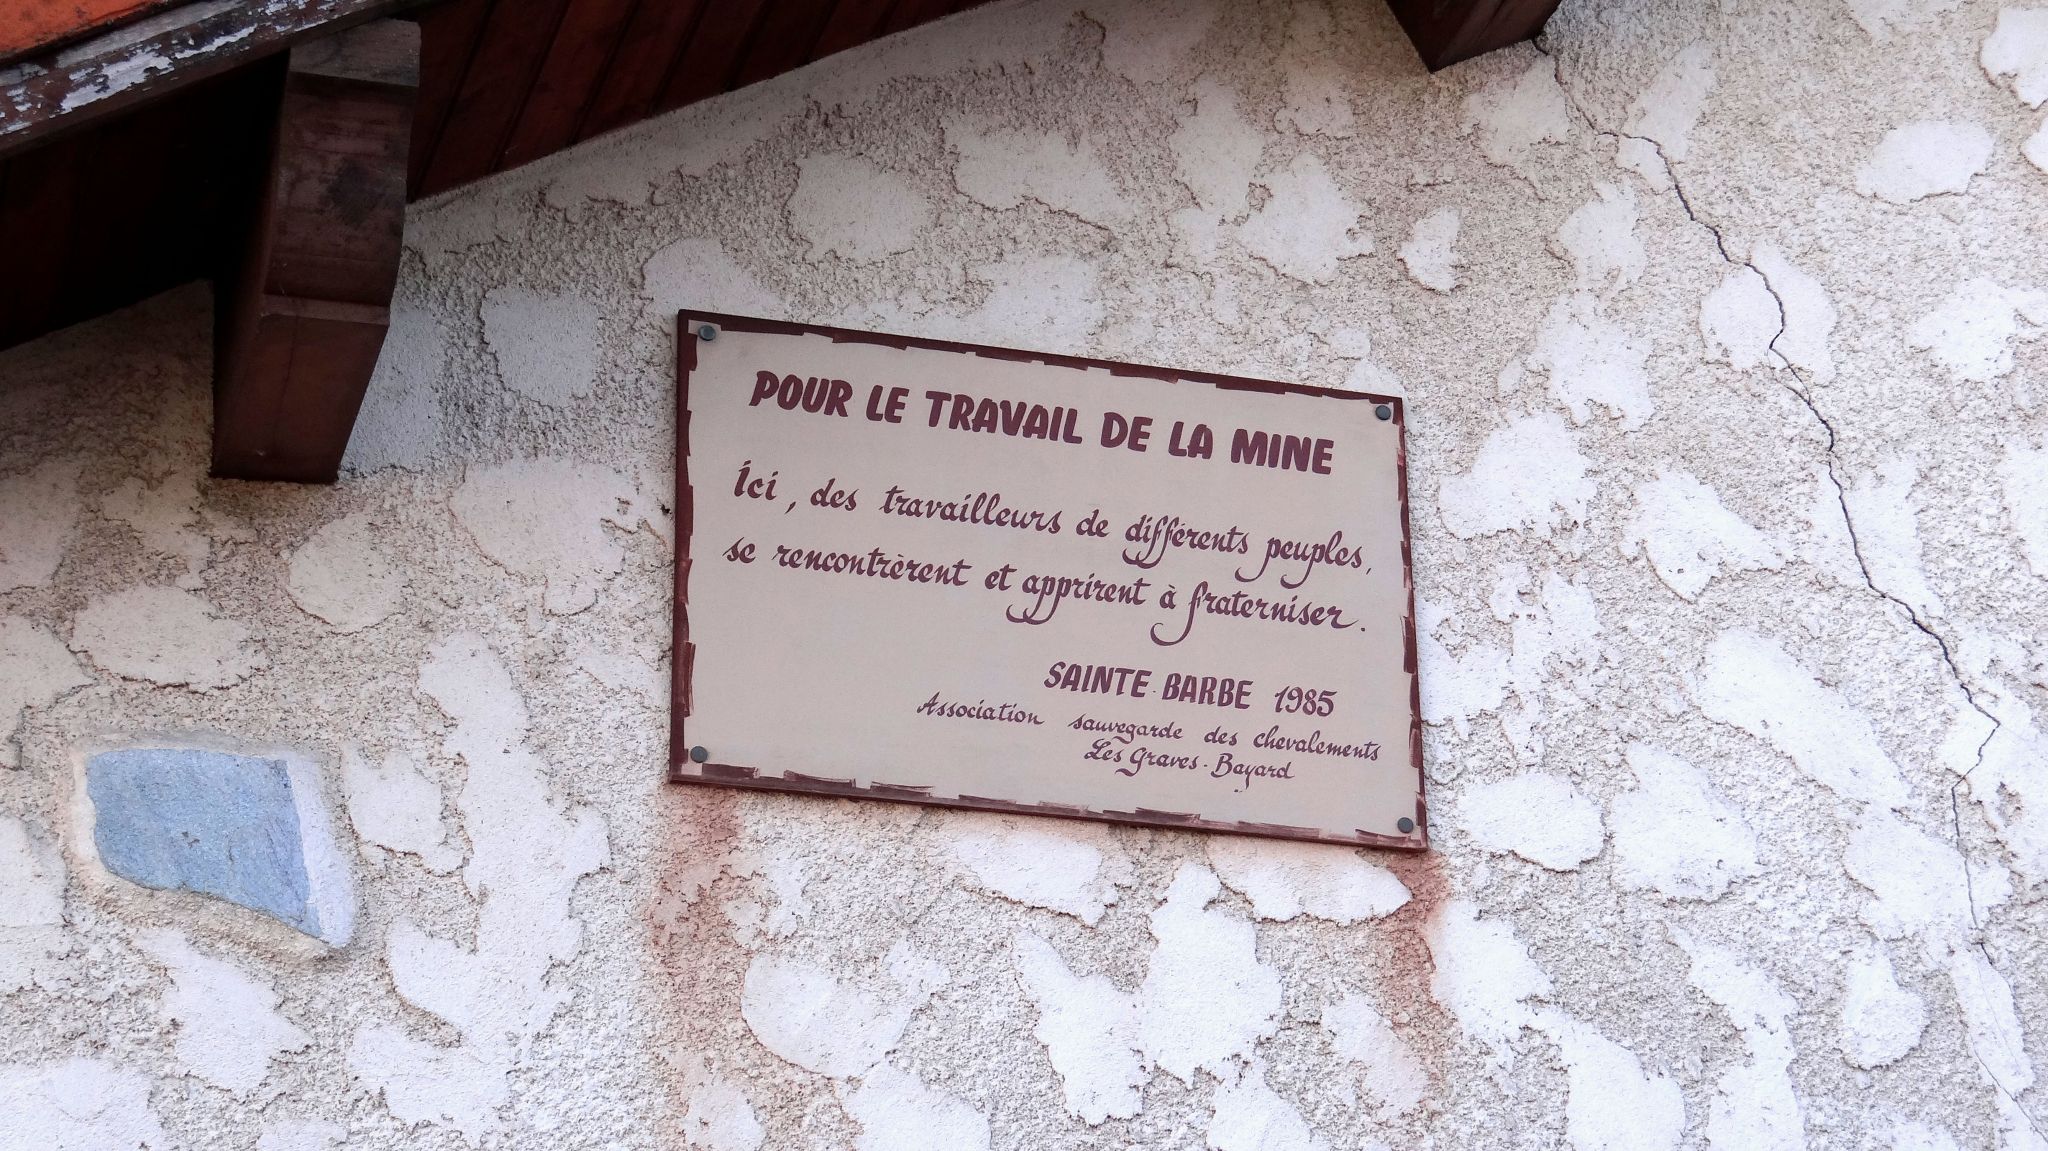 POUR LE TRAVAIL DE LA MINE
Ici, des travailleurs de différents peuples,
se rencontrèrent et apprirent à fraterniser.
SAINTE BARBE 1985
Association sauvegarde des chevalements
Les Graves - Bayard